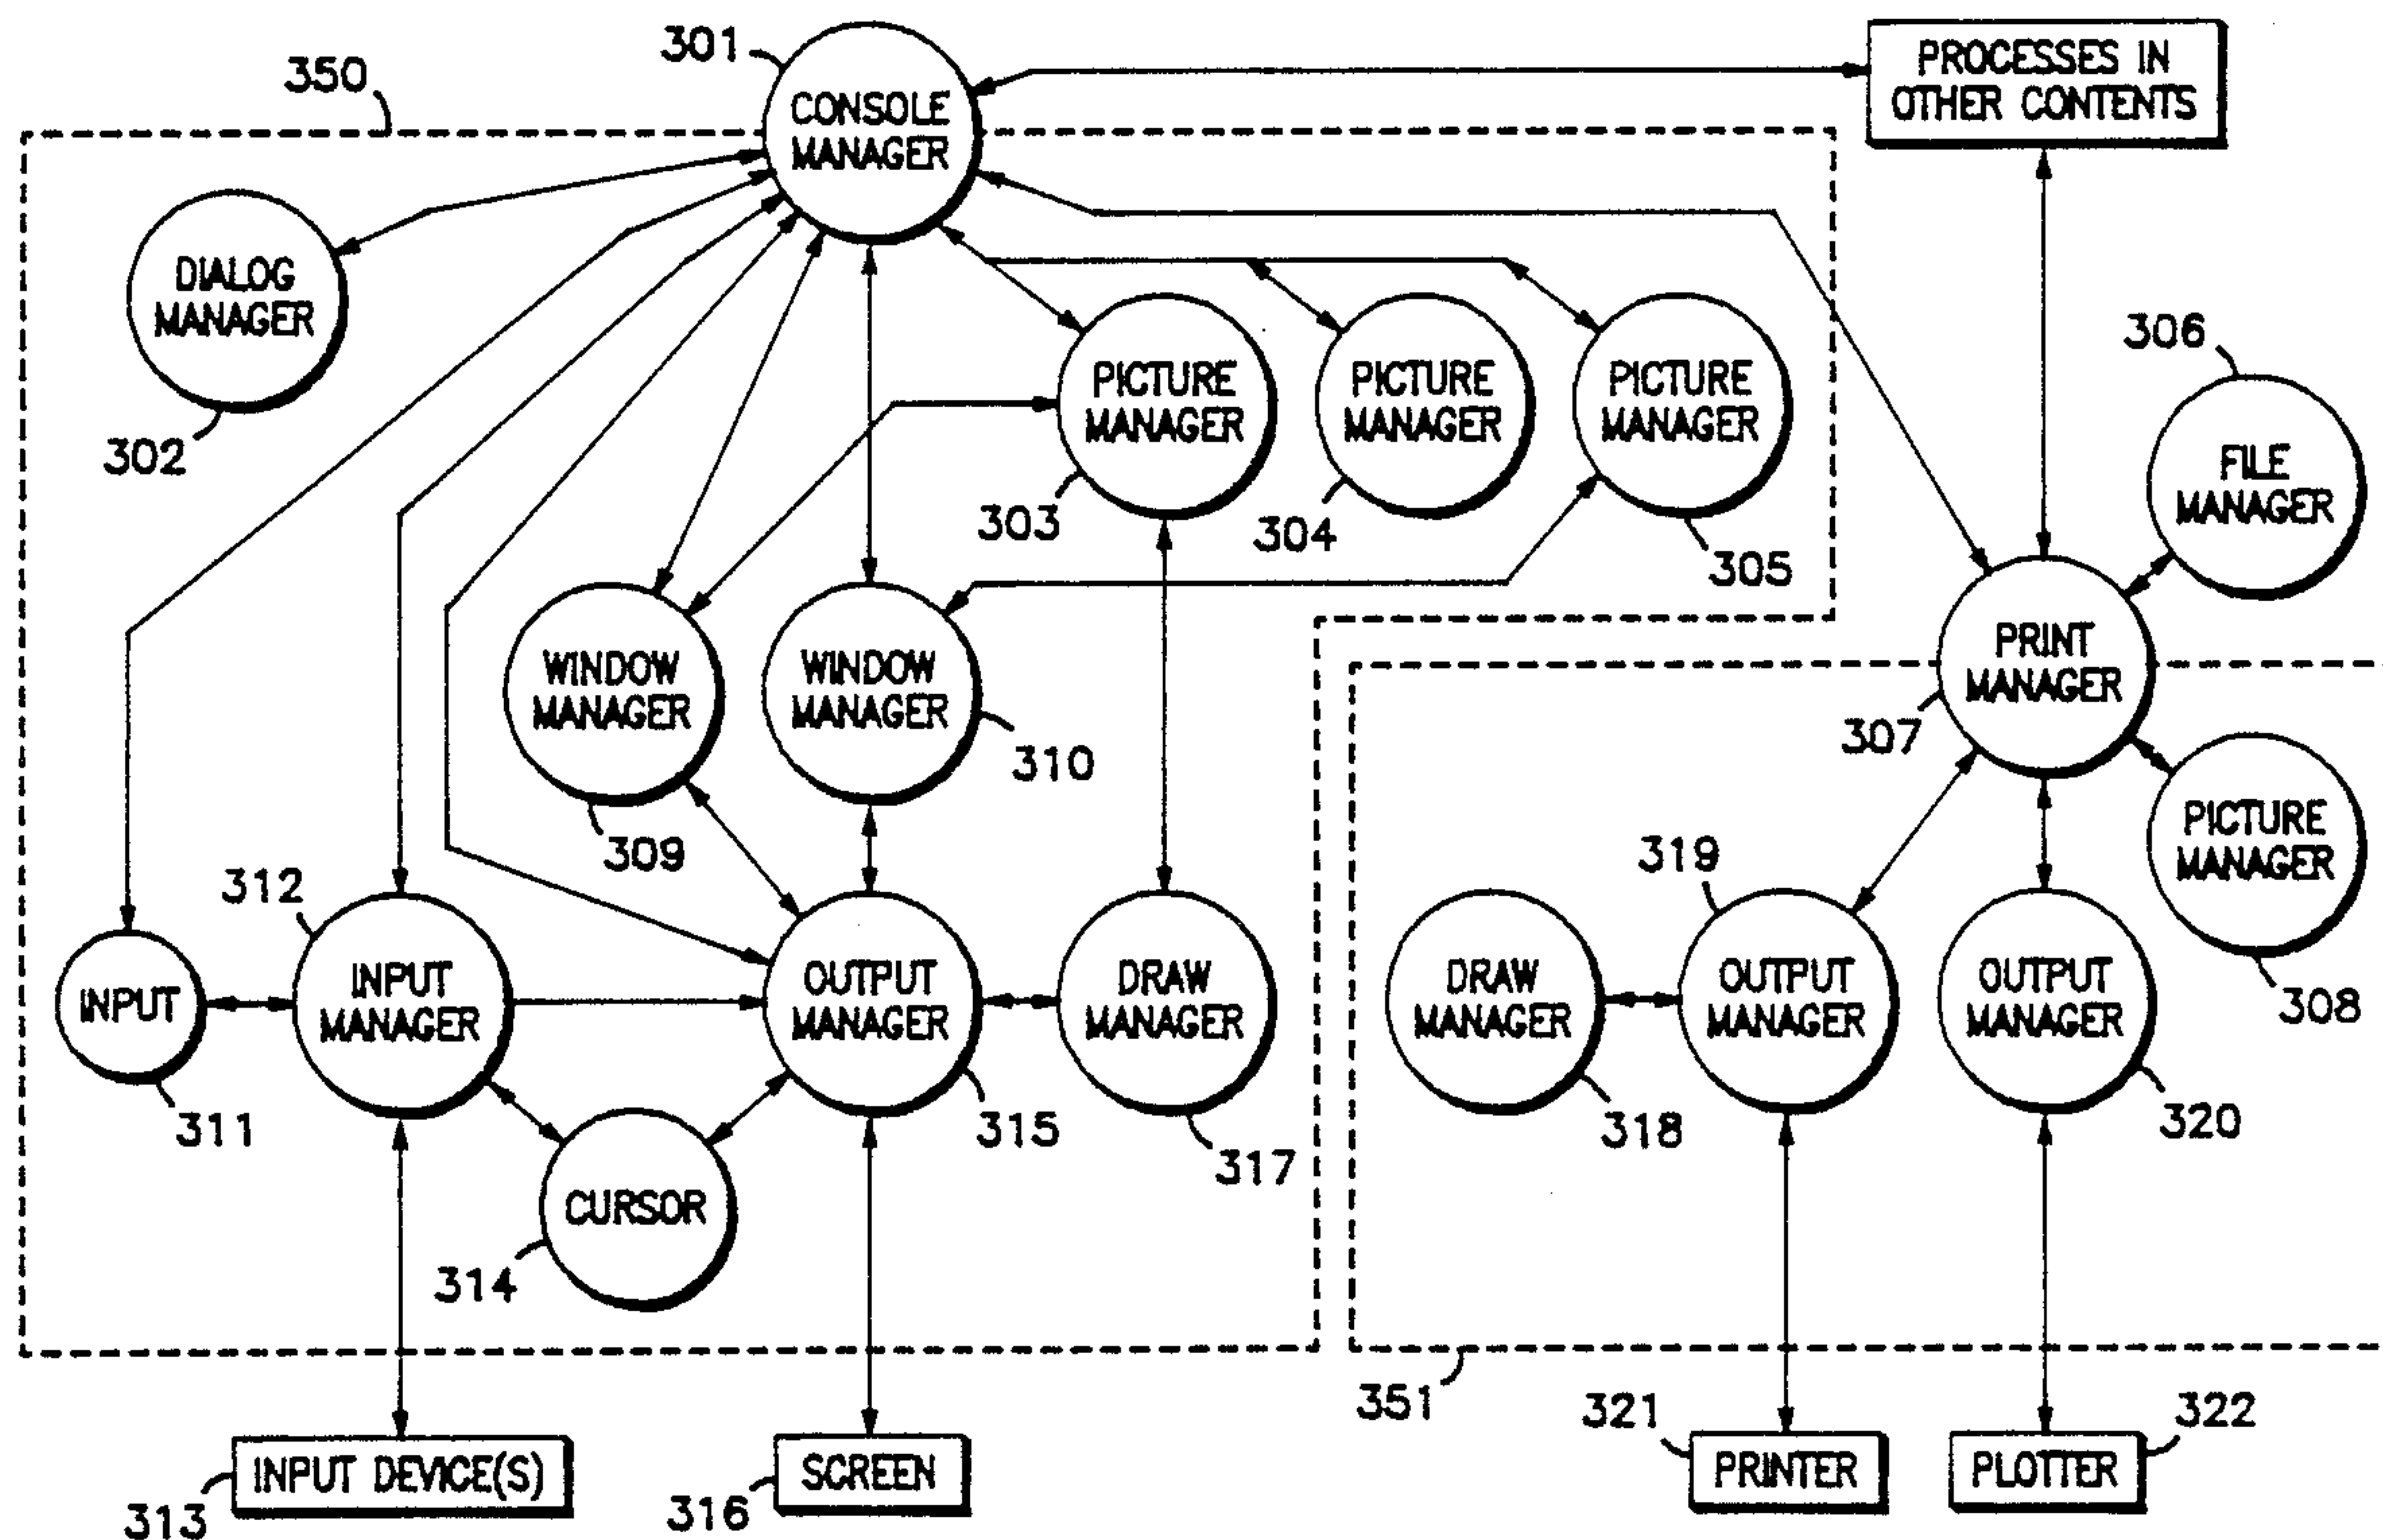 301
350
CONSOLE
MANAGER
PROCESSES IN
OTHER CONTENTS
DIALOG
MANAGER
302
PICTURE
MANAGER
303
PICTURE
MANAGER
304
PICTURE
MANAGER
305
306
FILE
MANAGER
WINDOW
MANAGER
309
WINDOW
MANAGER
310
PRINT
MANAGER
307
PICTURE
MANAGER
308
INPUT
311
312
INPUT
MANAGER
OUTPUT
MANAGER
315
DRAW
MANAGER
317
DRAW
MANAGER
318
319
OUTPUT
MANAGER
OUTPUT
MANAGER
320
CURSOR
314
351
INPUT DEVICE(S)
313
SCREEN
316
321
PRINTER
PLOTTER
322